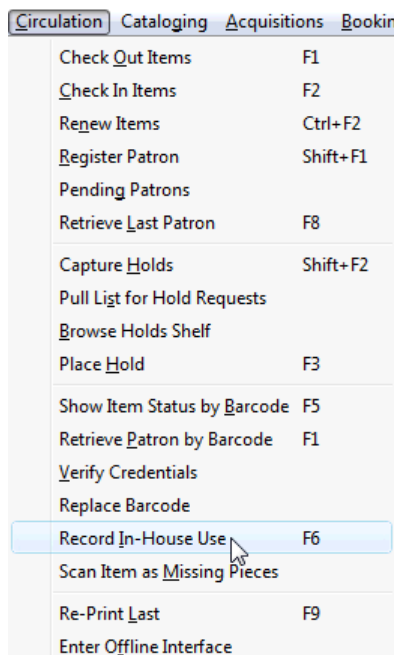 Circulation Cataloging Acquisitions Bookin
Check Out Items F1
Check In Items F2
Renew Items Ctrl+F2
Register Patron Shift+F1
Pending Patrons
Retrieve Last Patron F8
Capture Holds Shift+F2
Pull List for Hold Requests
Browse Holds Shelf
Place Hold F3
Show Item Status by Barcode F5
Retrieve Patron by Barcode F1
Verify Credentials
Replace Barcode
Record In-House Use F6
Scan Item as Missing Pieces
Re-Print Last F9
Enter Offline Interface